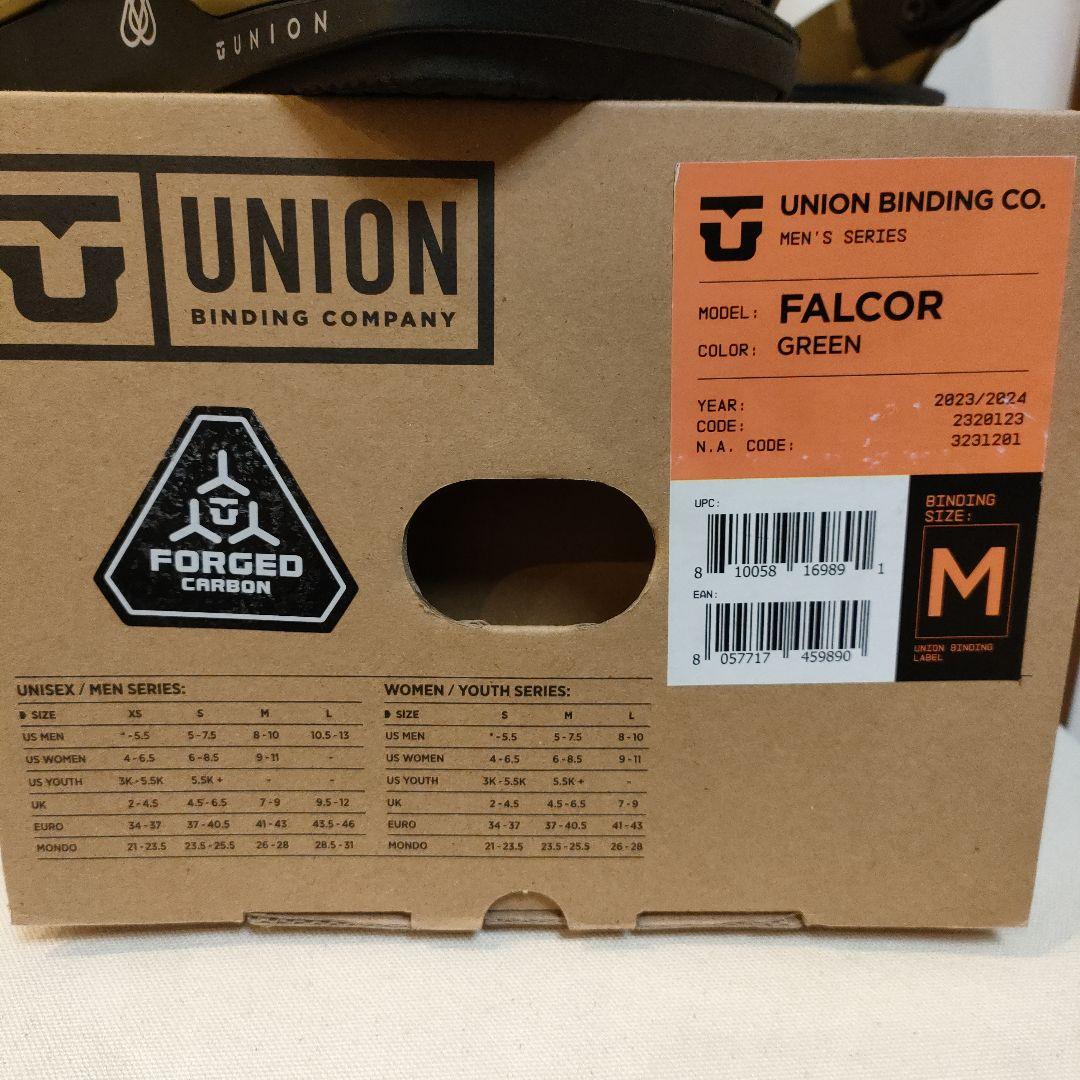 UNION
UNION
BINDING COMPANY
FORGED
CARBON
UNION BINDING CO.
MEN'S SERIES
MODEL: FALCOR
COLOR: GREEN
YEAR: 2023/2024
CODE: 2320123
N.A. CODE: 3231201
UPC:
8 10058 16989 1
EAN:
8 057717 459890
BINDING
SIZE:
M
UNION BINDING
LABEL
UNISEX / MEN SERIES:
SIZE XS S M L
US MEN *-5.5 5-7.5 8-10 10.5-13
US WOMEN 4-6.5 6-8.5 9-11 -
US YOUTH 3K-5.5K 5.5K + - -
UK 2-4.5 4.5-6.5 7-9 9.5-12
EURO 34-37 37-40.5 41-43 43.5-46
MONDO 21-23.5 23.5-25.5 26-28 28.5-31
WOMEN / YOUTH SERIES:
SIZE S M L
US MEN *-5.5 5-7.5 8-10
US WOMEN 4-6.5 6-8.5 9-11
US YOUTH 3K-5.5K 5.5K + -
UK 2-4.5 4.5-6.5 7-9
EURO 34-37 37-40.5 41-43
MONDO 21-23.5 23.5-25.5 26-28